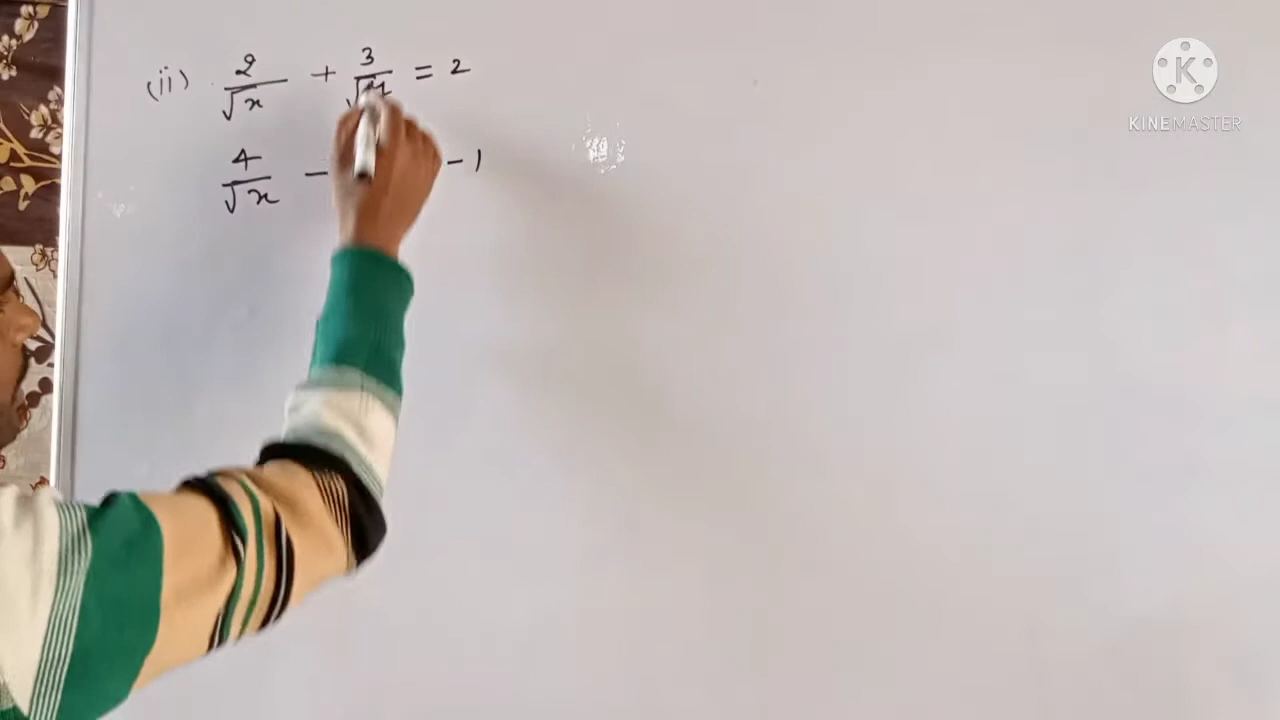 (ii) 2/√x + 3/√y = 2
4/√x - -1
K
KINEMASTER